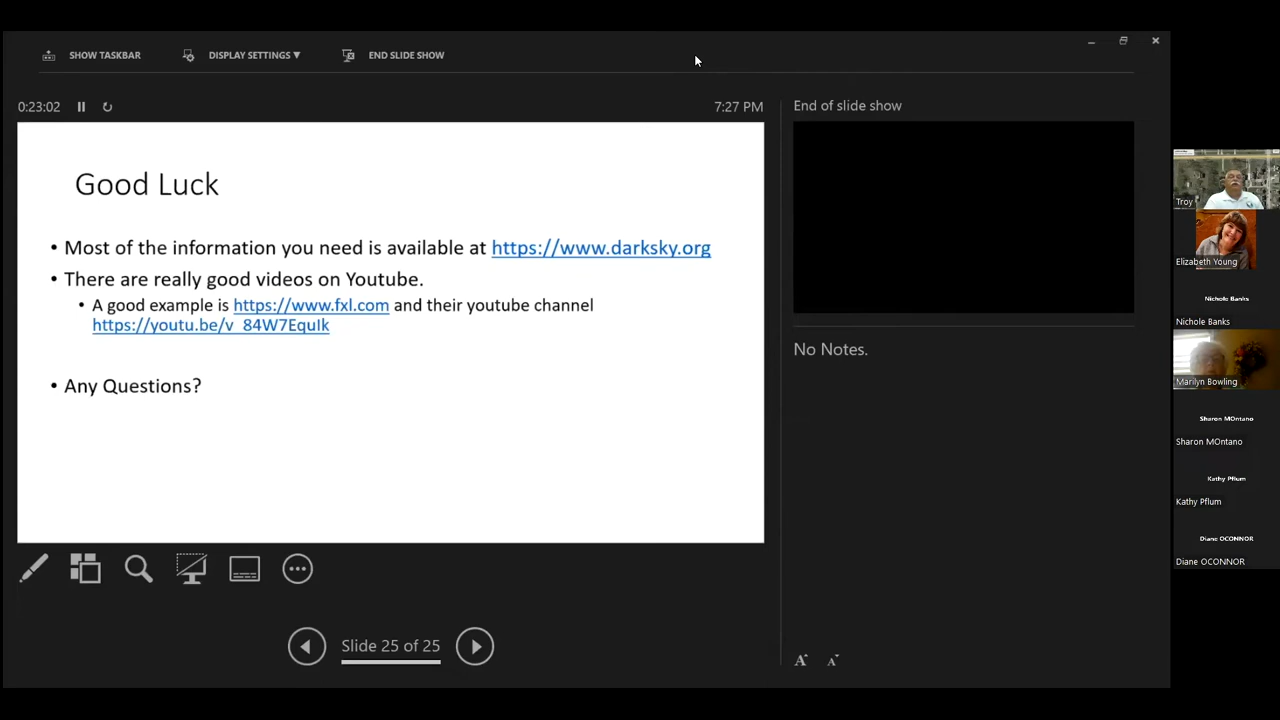 SHOW TASKBAR
DISPLAY SETTINGS ▼
END SLIDE SHOW
0:23:02
7:27 PM
Good Luck
• Most of the information you need is available at https://www.darksky.org
• There are really good videos on Youtube.
• A good example is https://www.fxl.com and their youtube channel
https://youtu.be/v_84W7EquIk
• Any Questions?
Slide 25 of 25
End of slide show
No Notes.
A A
Troy
Elizabeth Young
Nichole Banks
Nichole Banks
Marilyn Bowling
Sharon MOntano
Sharon MOntano
Kathy Pflum
Kathy Pflum
Diane OCONNOR
Diane OCONNOR